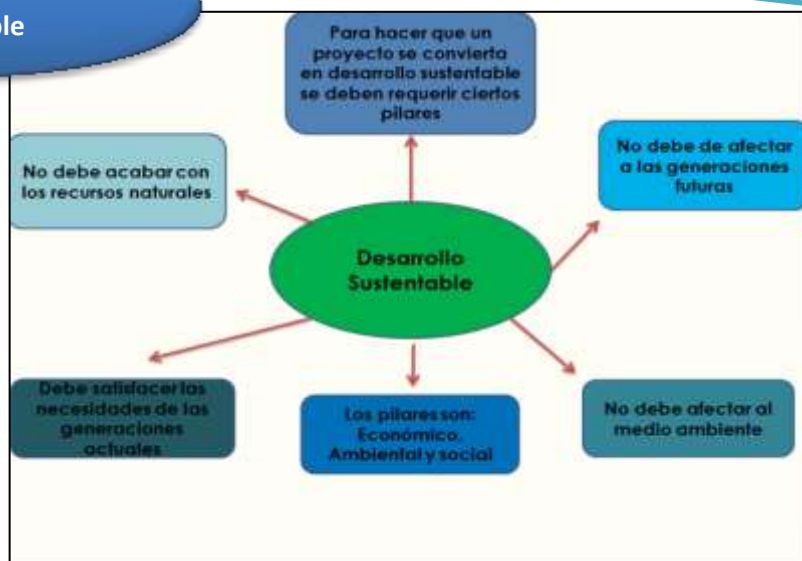 ple
Para hacer que un
proyecto se convierta
en desarrollo sustentable
se deben requerir ciertos
pilares
No debe acabar con
los recursos naturales
No debe de afectar
a las generaciones
futuras
Desarrollo
Sustentable
Debe satisfacer las
necesidades de las
generaciones
actuales
Los pilares son:
Económico,
Ambiental y social
No debe afectar al
medio ambiente